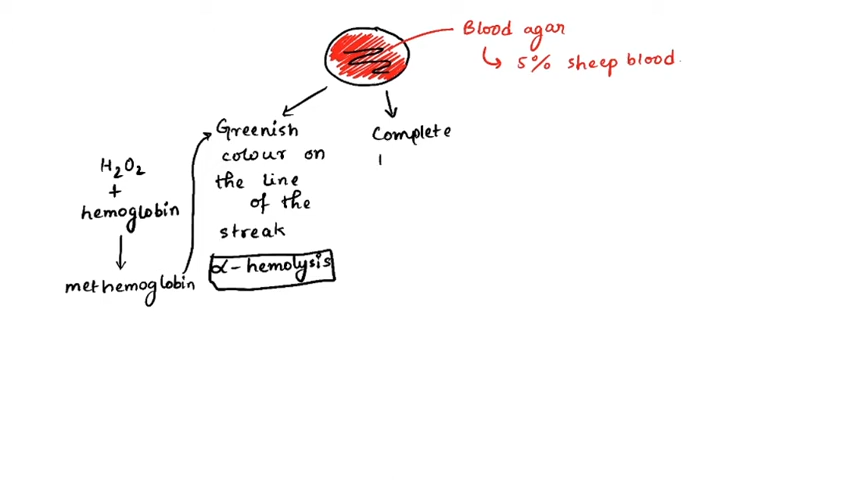 Blood agar
↳ 5% sheep blood.
Greenish
colour on
the line
of the
streak
α-hemolysis
Complete
H2O2
+
hemoglobin
methemoglobin